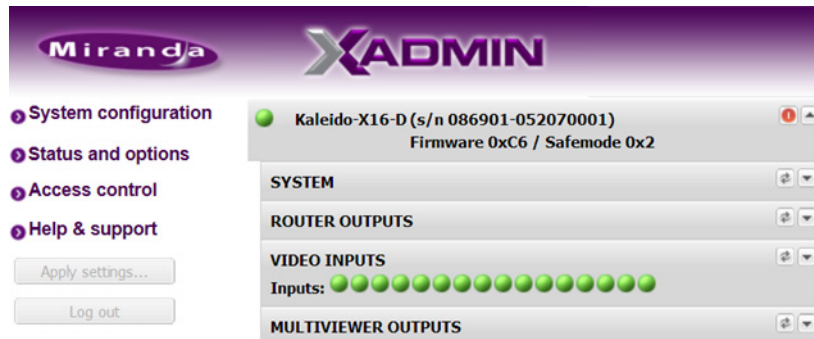 Miranda
XADMIN
System configuration
Status and options
Access control
Help & support
Apply settings...
Log out
Kaleido-X16-D (s/n 086901-052070001)
Firmware 0xC6 / Safemode 0x2
SYSTEM
ROUTER OUTPUTS
VIDEO INPUTS
Inputs:
MULTIVIEWER OUTPUTS